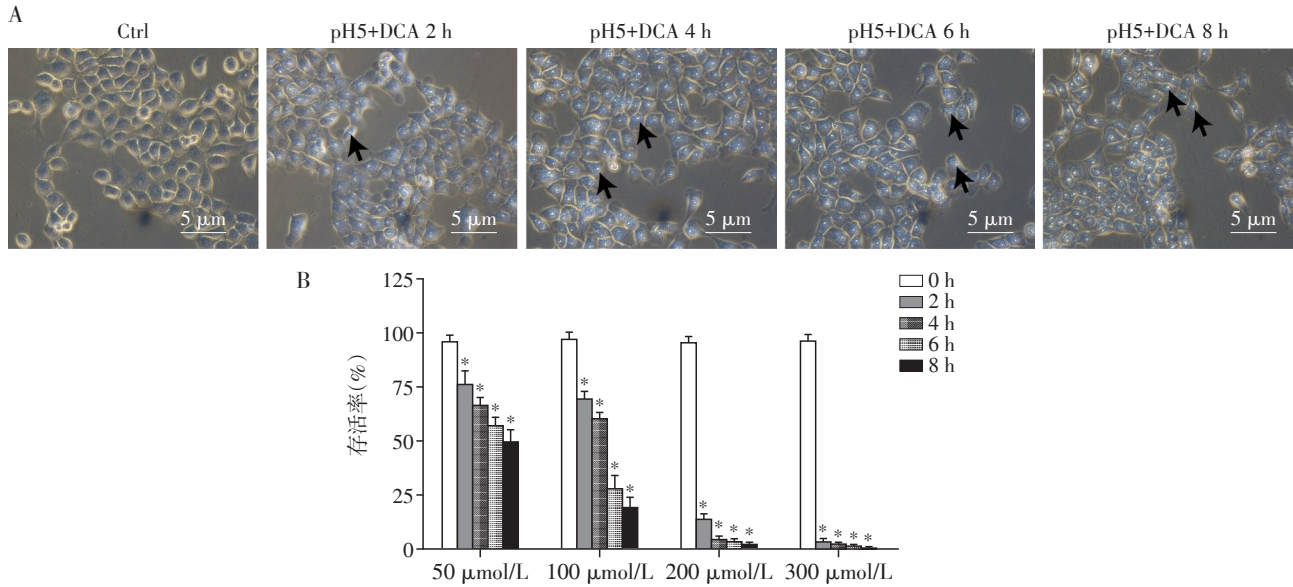 A
Ctrl
pH5+DCA 2 h
pH5+DCA 4 h
pH5+DCA 6 h
pH5+DCA 8 h
5 μm
5 μm
5 μm
5 μm
5 μm
B
存活率(%)
125
100
75
50
25
0
* * * *
* * * *
* * * *
* * * *
50 μmol/L
100 μmol/L
200 μmol/L
300 μmol/L
0 h
2 h
4 h
6 h
8 h